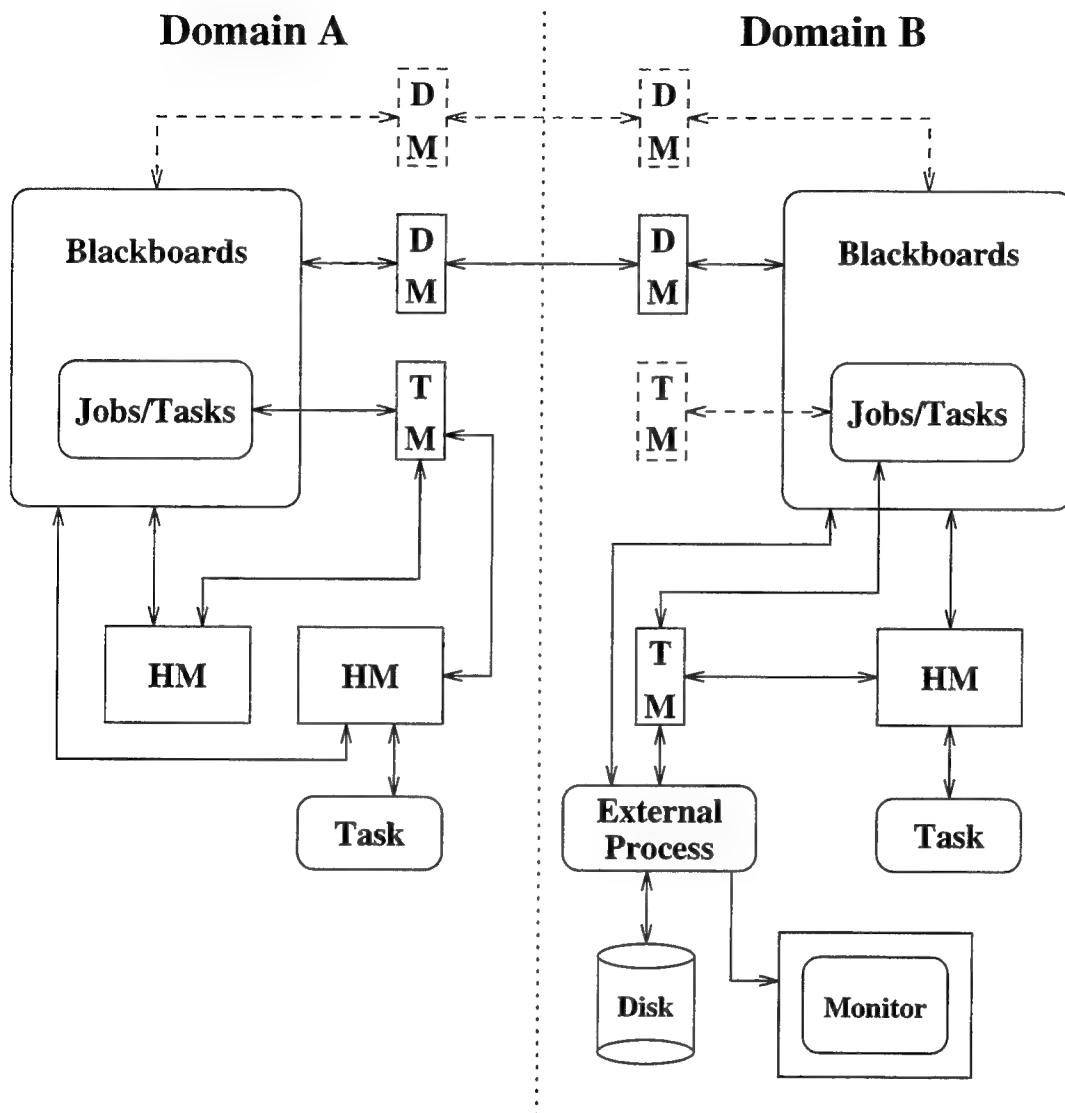 Domain A
Domain B
D
M
D
M
Blackboards
D
M
D
M
Blackboards
Jobs/Tasks
T
M
T
M
Jobs/Tasks
HM
HM
T
M
HM
Task
External
Process
Task
Disk
Monitor